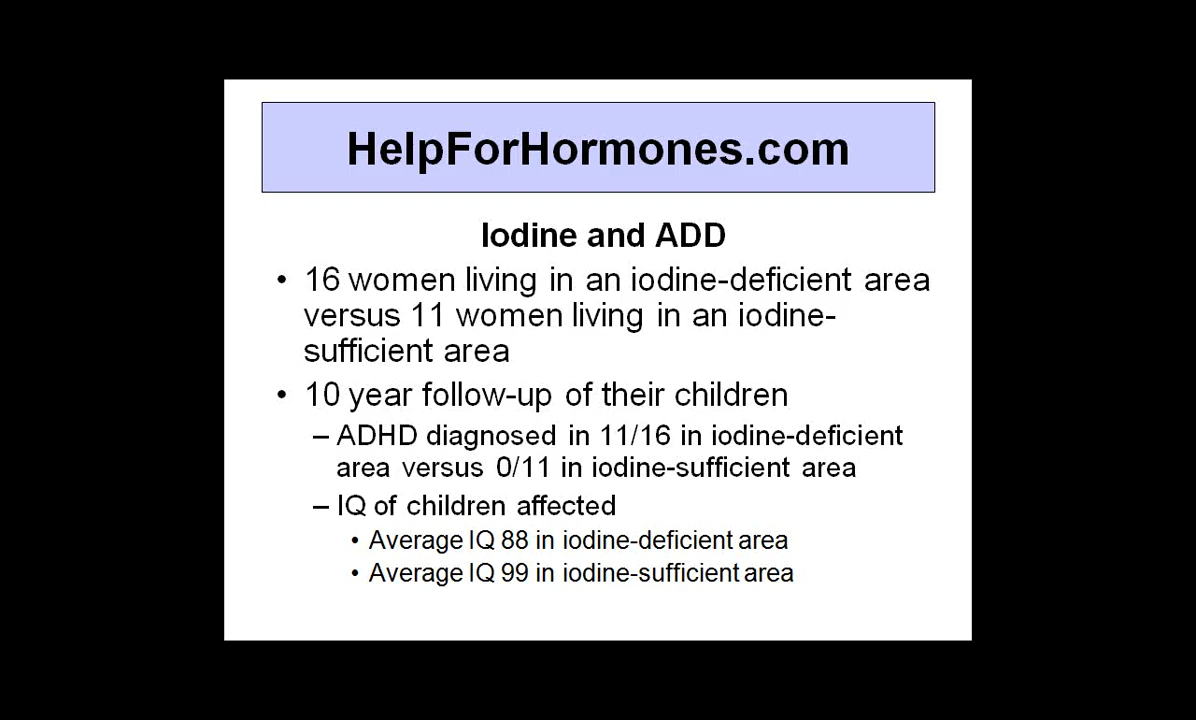 HelpForHormones.com
Iodine and ADD
• 16 women living in an iodine-deficient area
versus 11 women living in an iodine-
sufficient area
• 10 year follow-up of their children
– ADHD diagnosed in 11/16 in iodine-deficient
area versus 0/11 in iodine-sufficient area
– IQ of children affected
• Average IQ 88 in iodine-deficient area
• Average IQ 99 in iodine-sufficient area